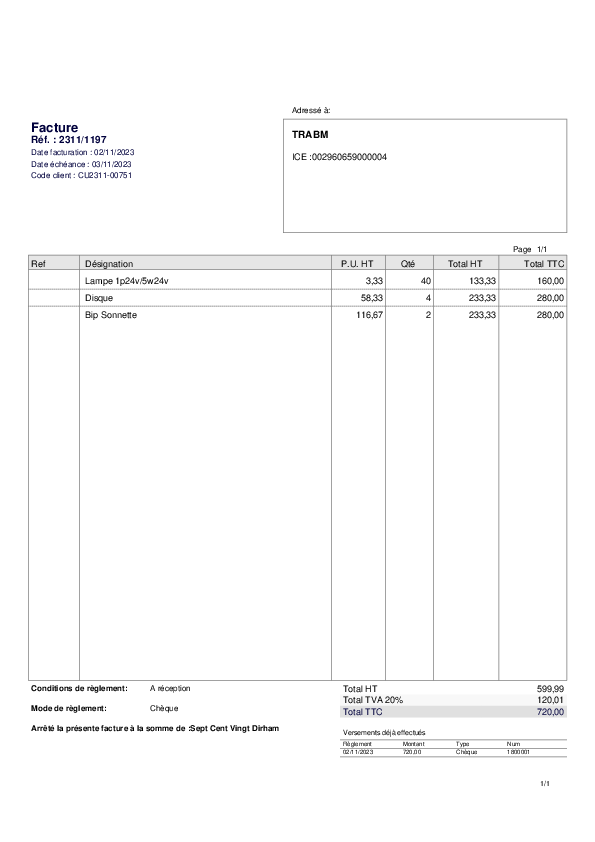 Adressé à:
Facture
Réf. : 2311/1197
Date facturation : 02/11/2023
Date échéance : 03/11/2023
Code client : CU2311-00751
TRABM
ICE :002960659000004
Page 1/1
Ref Désignation P.U. HT Qté Total HT Total TTC
Lampe 1p24v/5w24v 3,33 40 133,33 160,00
Disque 58,33 4 233,33 280,00
Bip Sonnette 116,67 2 233,33 280,00
Conditions de règlement: A réception
Mode de règlement: Chèque
Arrêté la présente facture à la somme de :Sept Cent Vingt Dirham
Total HT 599,99
Total TVA 20% 120,01
Total TTC 720,00
Versements déjà effectués
Règlement Montant Type Num
02/11/2023 720,00 Chèque 1800001
1/1